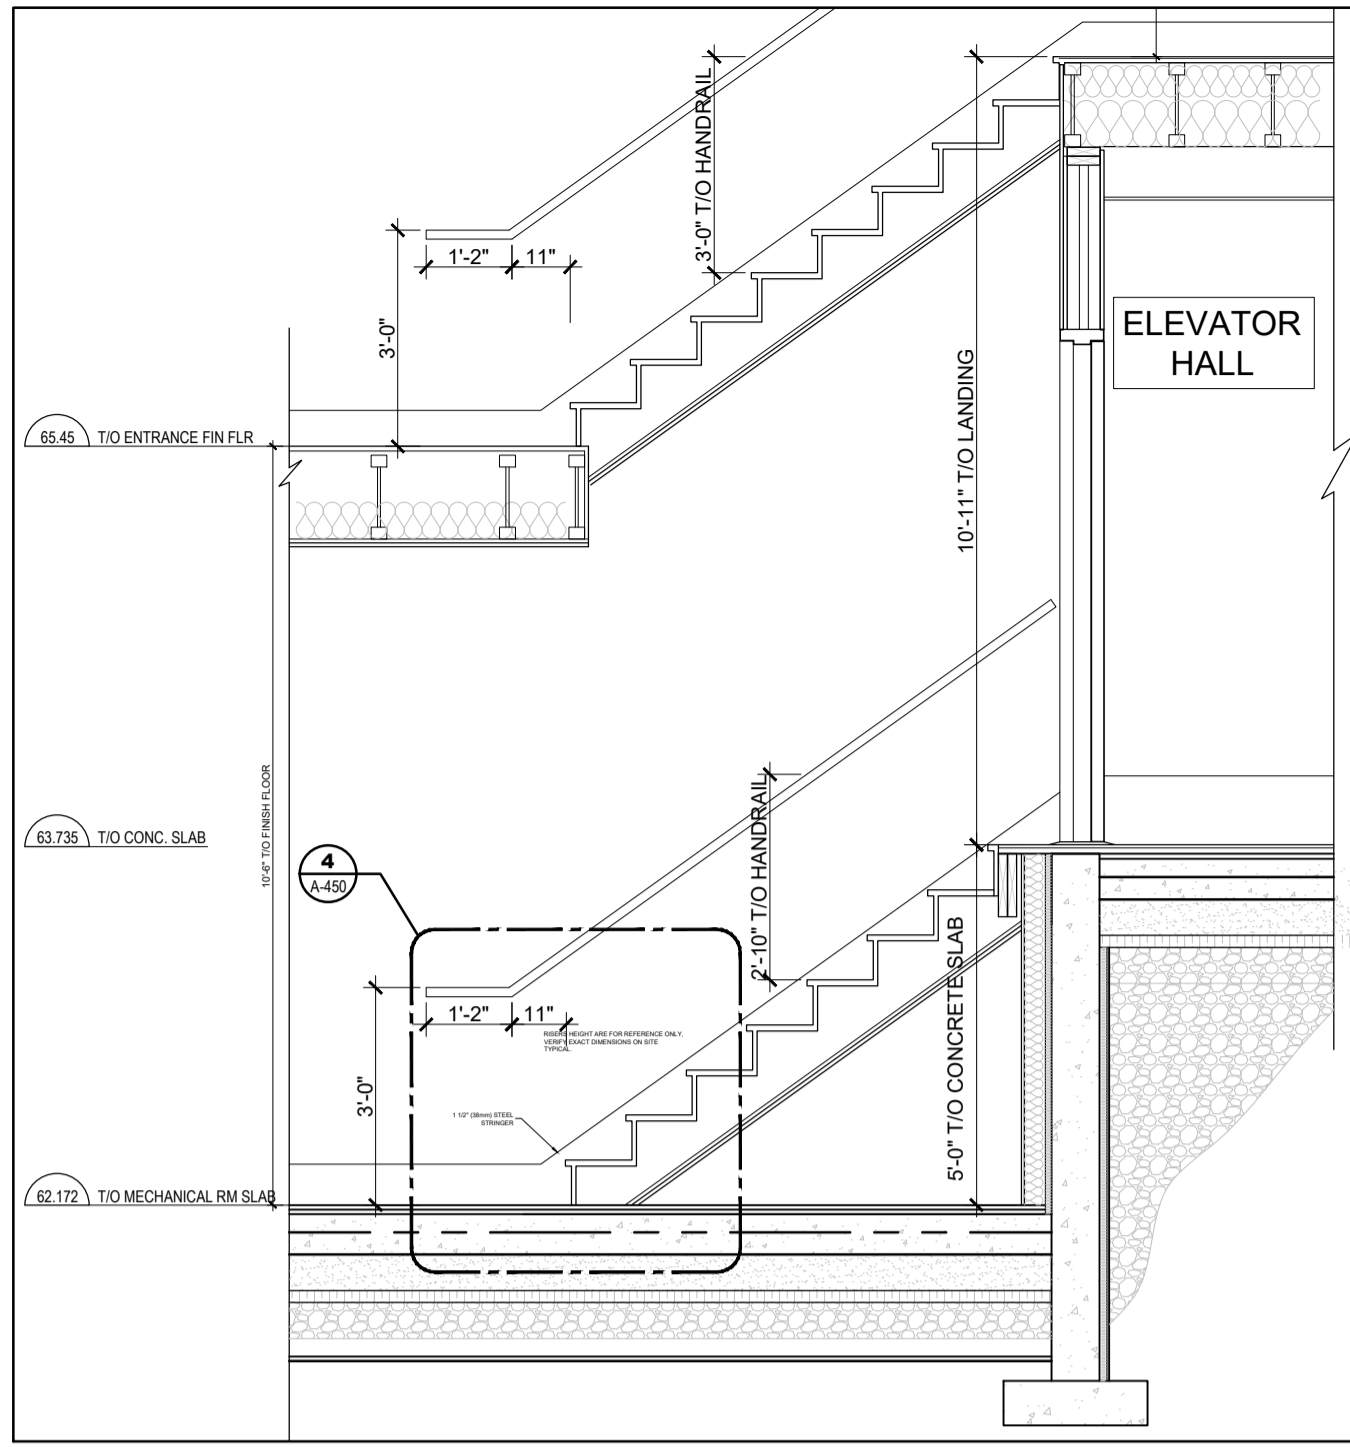 3'-0" T/O HANDRAIL
1'-2"
11"
3'-0"
ELEVATOR
HALL
65.45
T/O ENTRANCE FIN FLR
10'-11" T/O LANDING
10'-6" T/O FINISH FLOOR
63.735
T/O CONC. SLAB
4
A-450
2'-10" T/O HANDRAIL
1'-2"
11"
RISERS HEIGHT ARE FOR REFERENCE ONLY,
VERIFY EXACT DIMENSIONS ON SITE
TYPICAL.
3'-0"
1 1/2" (38mm) STEEL
STRINGER
5'-0" T/O CONCRETE SLAB
62.172
T/O MECHANICAL RM SLAB